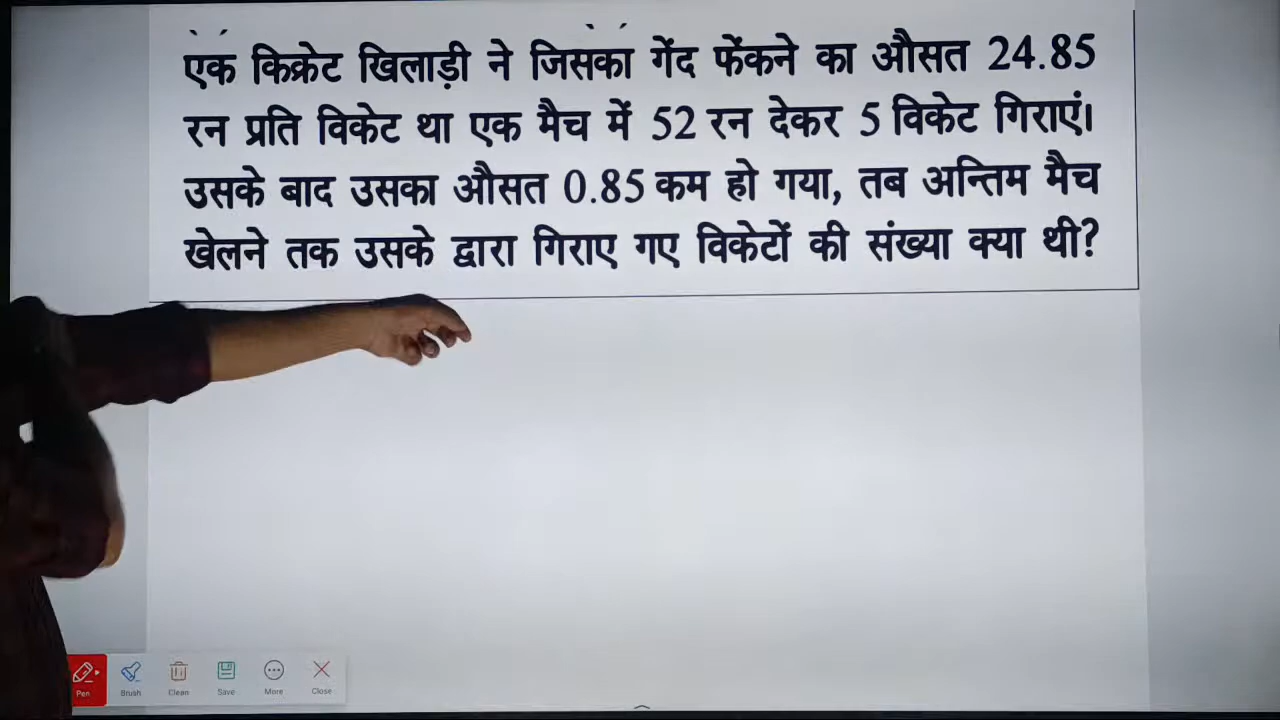 एक किक्रेट खिलाड़ी ने जिसका गेंद फेंकने का औसत 24.85
रन प्रति विकेट था एक मैच में 52 रन देकर 5 विकेट गिराएं।
उसके बाद उसका औसत 0.85 कम हो गया, तब अन्तिम मैच
खेलने तक उसके द्वारा गिराए गए विकेटों की संख्या क्या थी?
Pen Brush Clean Save More Close